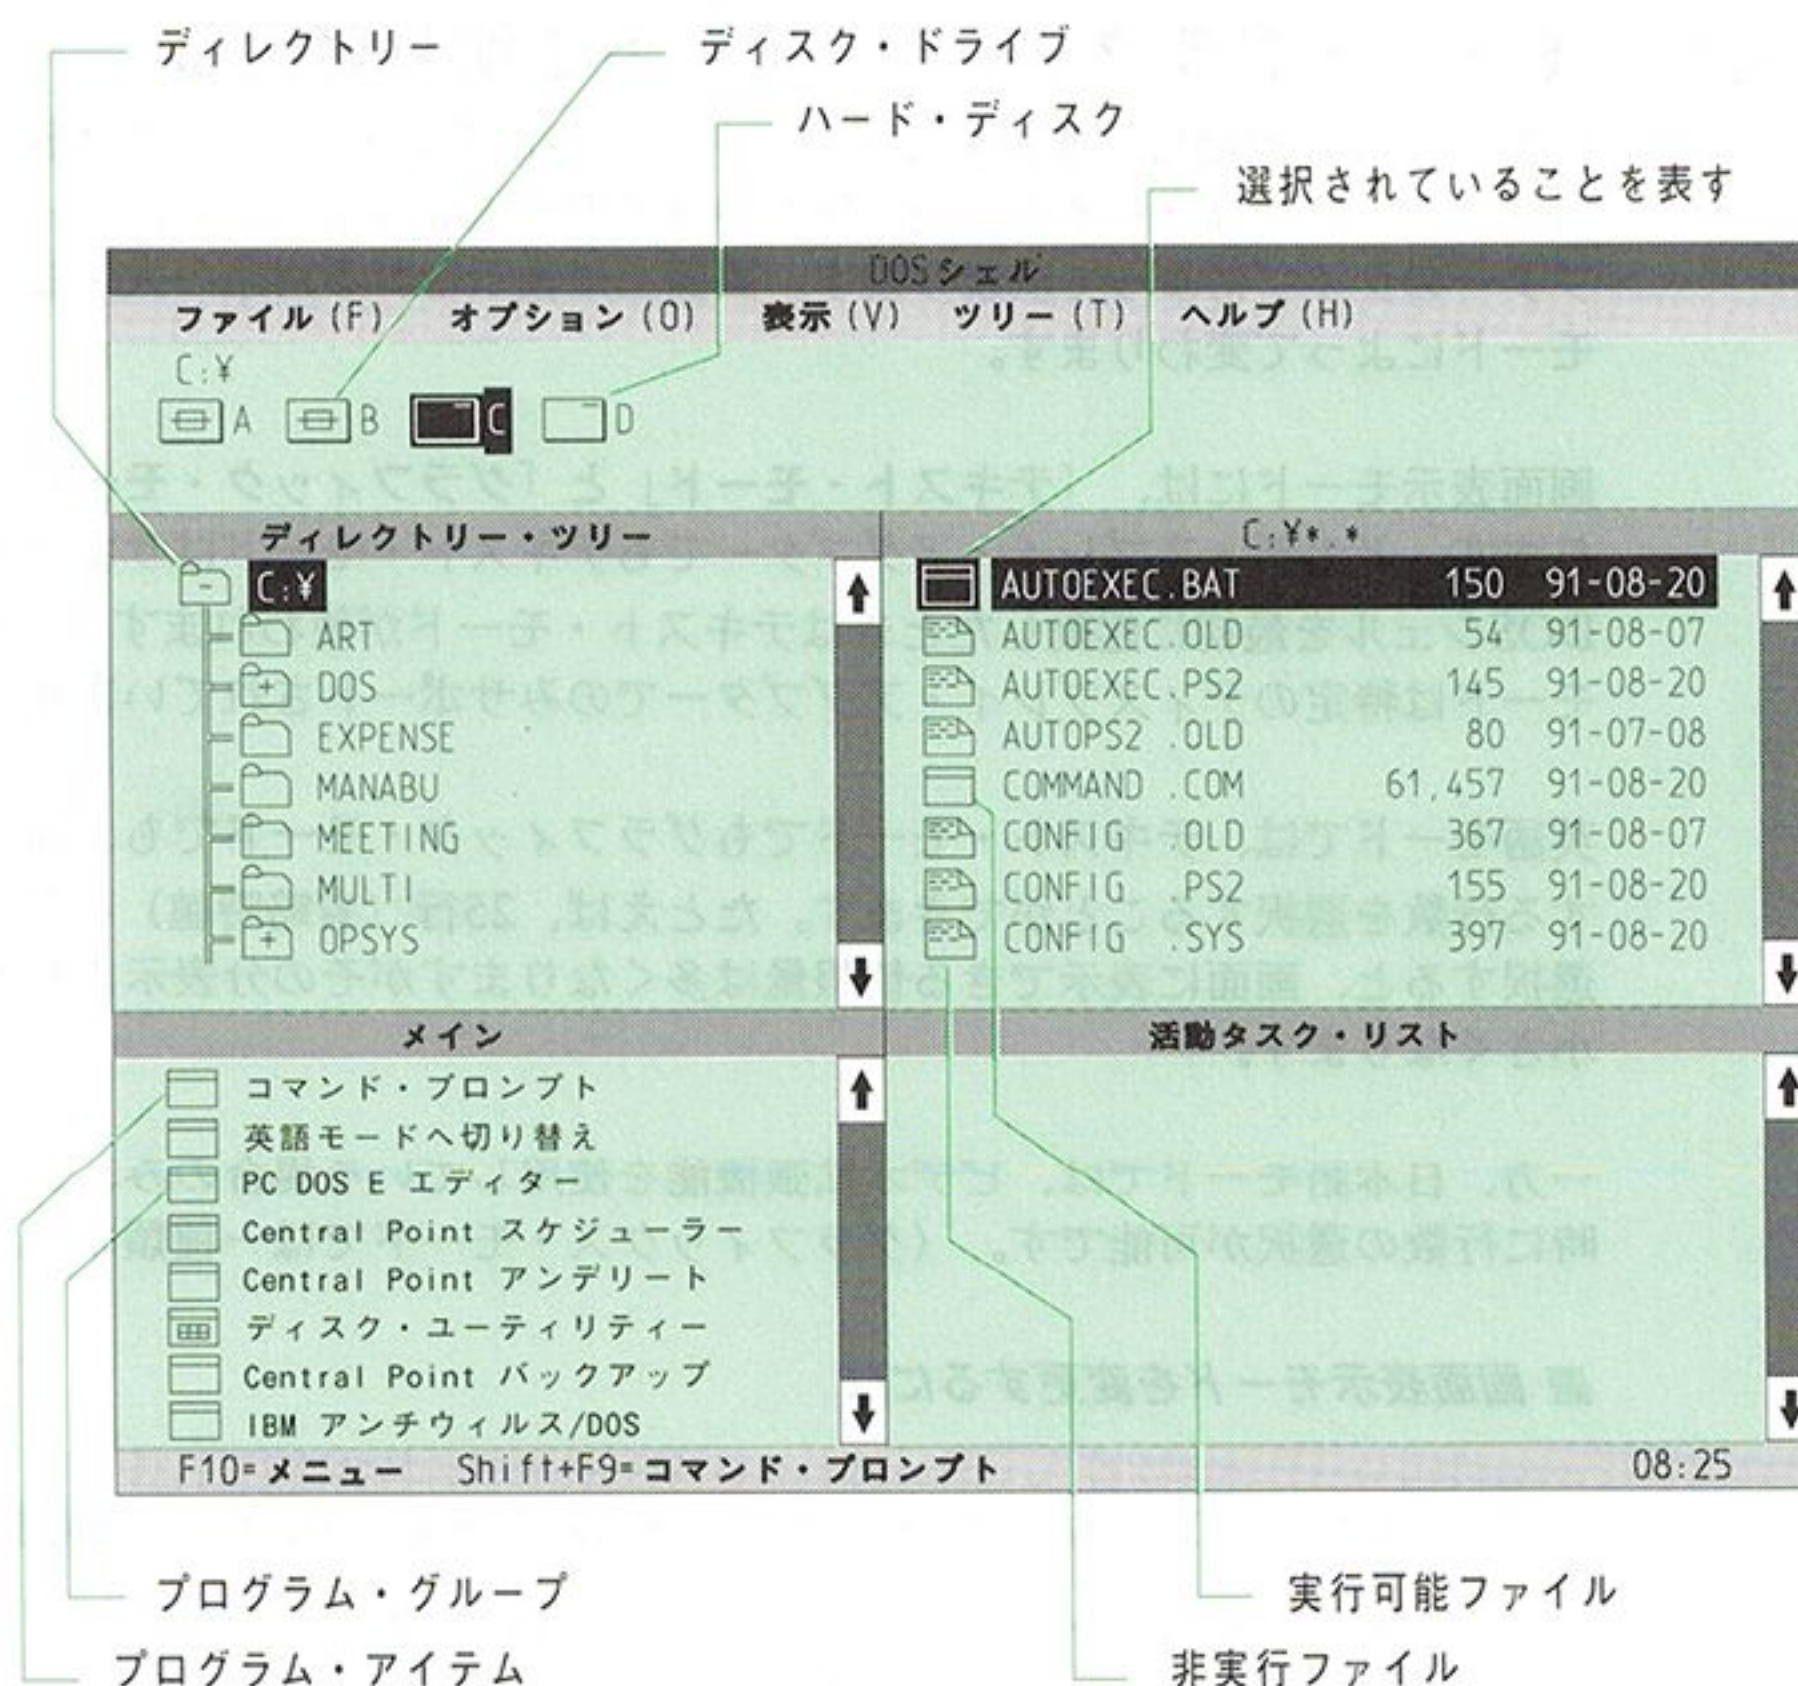 ディレクトリー
ディスク・ドライブ
ハード・ディスク
選択されていることを表す
DOSシェル
ファイル(F) オプション(O) 表示(V) ツリー(T) ヘルプ(H)
C:¥
A B C D
ディレクトリー・ツリー
C:¥
ART
DOS
EXPENSE
MANABU
MEETING
MULTI
OPSYS
C:¥*.*
AUTOEXEC.BAT 150 91-08-20
AUTOEXEC.OLD 54 91-08-07
AUTOEXEC.PS2 145 91-08-20
AUTOPS2 .OLD 80 91-07-08
COMMAND .COM 61,457 91-08-20
CONFIG .OLD 367 91-08-07
CONFIG .PS2 155 91-08-20
CONFIG .SYS 397 91-08-20
メイン
コマンド・プロンプト
英語モードへ切り替え
PC DOS E エディター
Central Point スケジューラー
Central Point アンデリート
ディスク・ユーティリティー
Central Point バックアップ
IBM アンチウィルス/DOS
活動タスク・リスト
F10=メニュー Shift+F9=コマンド・プロンプト 08:25
プログラム・グループ
プログラム・アイテム
実行可能ファイル
非実行ファイル